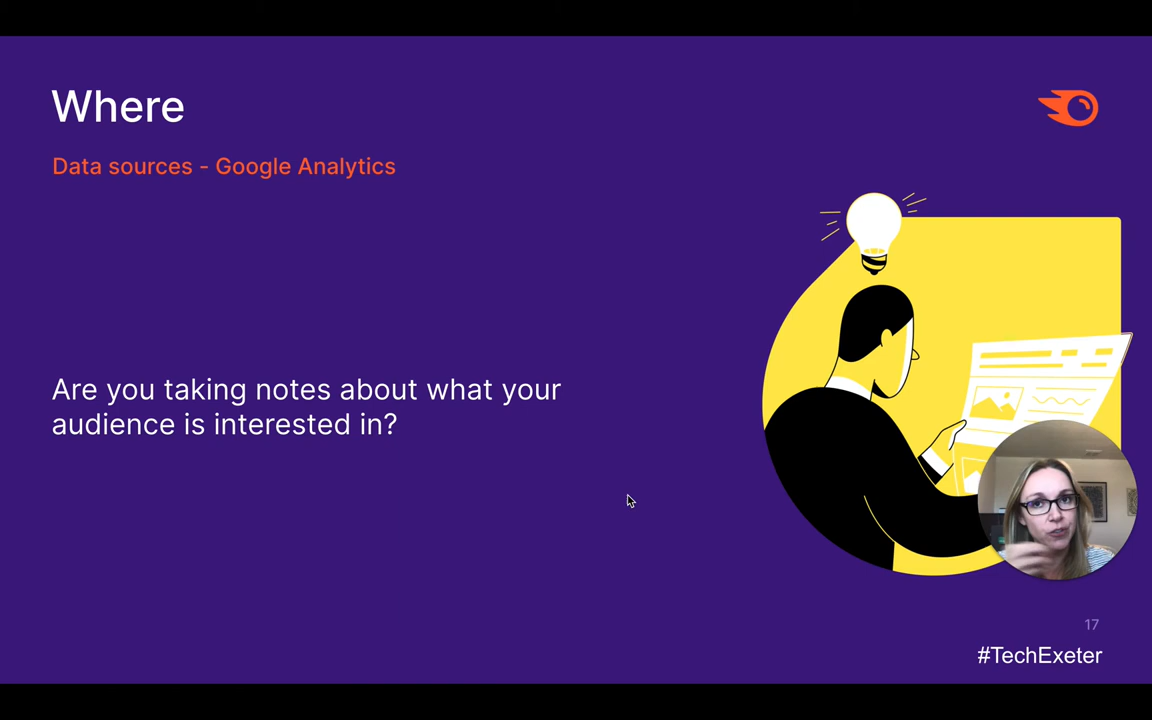 Where
Data sources - Google Analytics
Are you taking notes about what your
audience is interested in?
17
#TechExeter